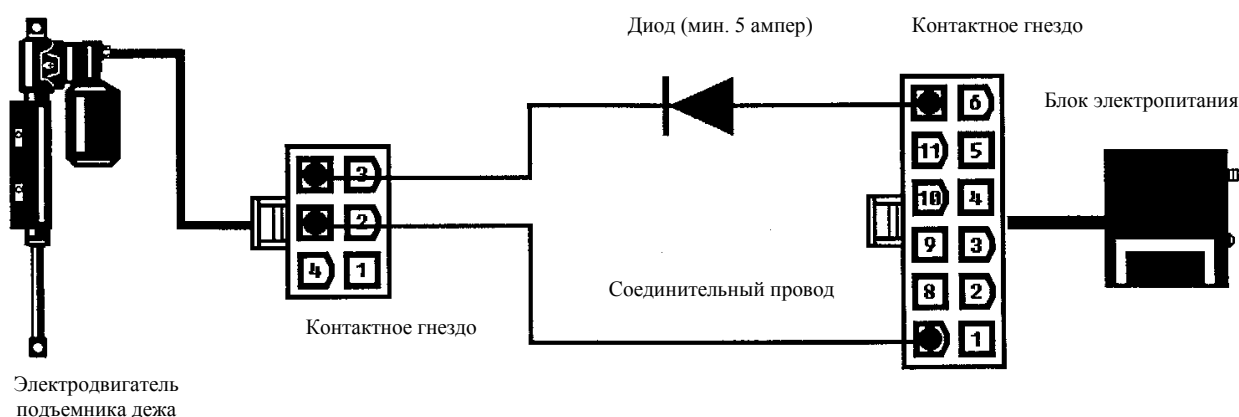 Диод (мин. 5 ампер)
Контактное гнездо
Блок электропитания
6
11 5
10 4
9 3
8 2
1
3
2
4 1
Соединительный провод
Контактное гнездо
Электродвигатель
подъемника дежа